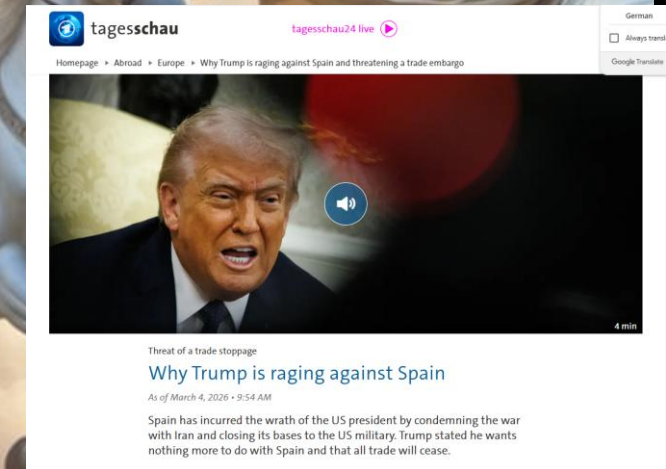 tagesschau
tagesschau24 live
German
Always transl
Google Translate
Homepage ▸ Abroad ▸ Europe ▸ Why Trump is raging against Spain and threatening a trade embargo
4 min
Threat of a trade stoppage
Why Trump is raging against Spain
As of March 4, 2026 • 9:54 AM
Spain has incurred the wrath of the US president by condemning the war
with Iran and closing its bases to the US military. Trump stated he wants
nothing more to do with Spain and that all trade will cease.